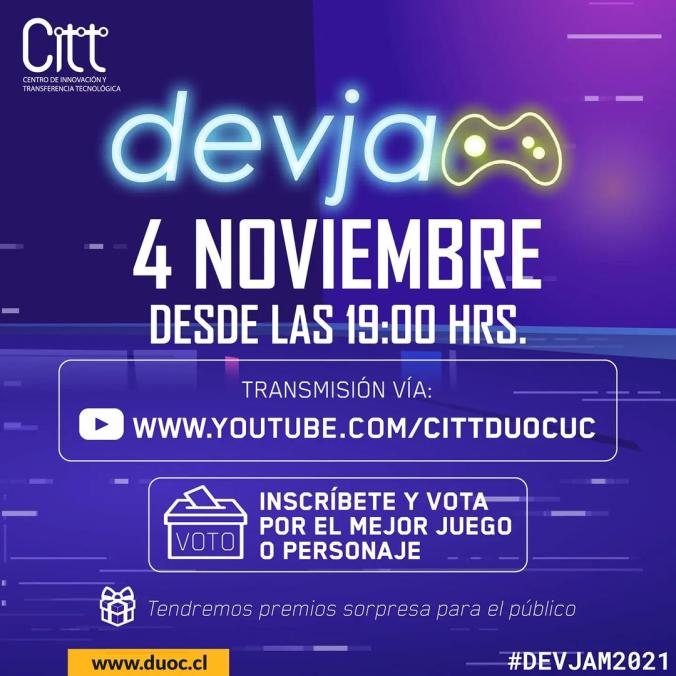 Citt
CENTRO DE INNOVACIÓN Y
TRANSFERENCIA TECNOLÓGICA
devja
4 NOVIEMBRE
DESDE LAS 19:00 HRS.
TRANSMISIÓN VÍA:
WWW.YOUTUBE.COM/CITTDUOCUC
VOTO
INSCRÍBETE Y VOTA
POR EL MEJOR JUEGO
O PERSONAJE
Tendremos premios sorpresa para el público
www.duoc.cl
#DEVJAM2021